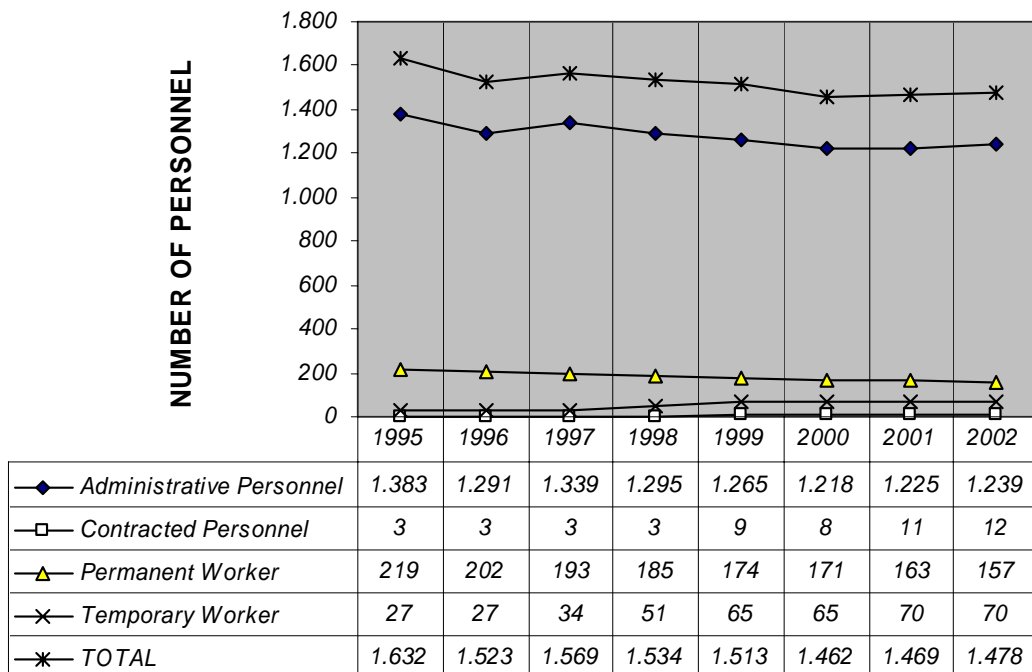 1.800
1.600
1.400
1.200
1.000
800
600
400
200
0
NUMBER OF PERSONNEL
1995 1996 1997 1998 1999 2000 2001 2002
Administrative Personnel 1.383 1.291 1.339 1.295 1.265 1.218 1.225 1.239
Contracted Personnel 3 3 3 3 9 8 11 12
Permanent Worker 219 202 193 185 174 171 163 157
Temporary Worker 27 27 34 51 65 65 70 70
TOTAL 1.632 1.523 1.569 1.534 1.513 1.462 1.469 1.478